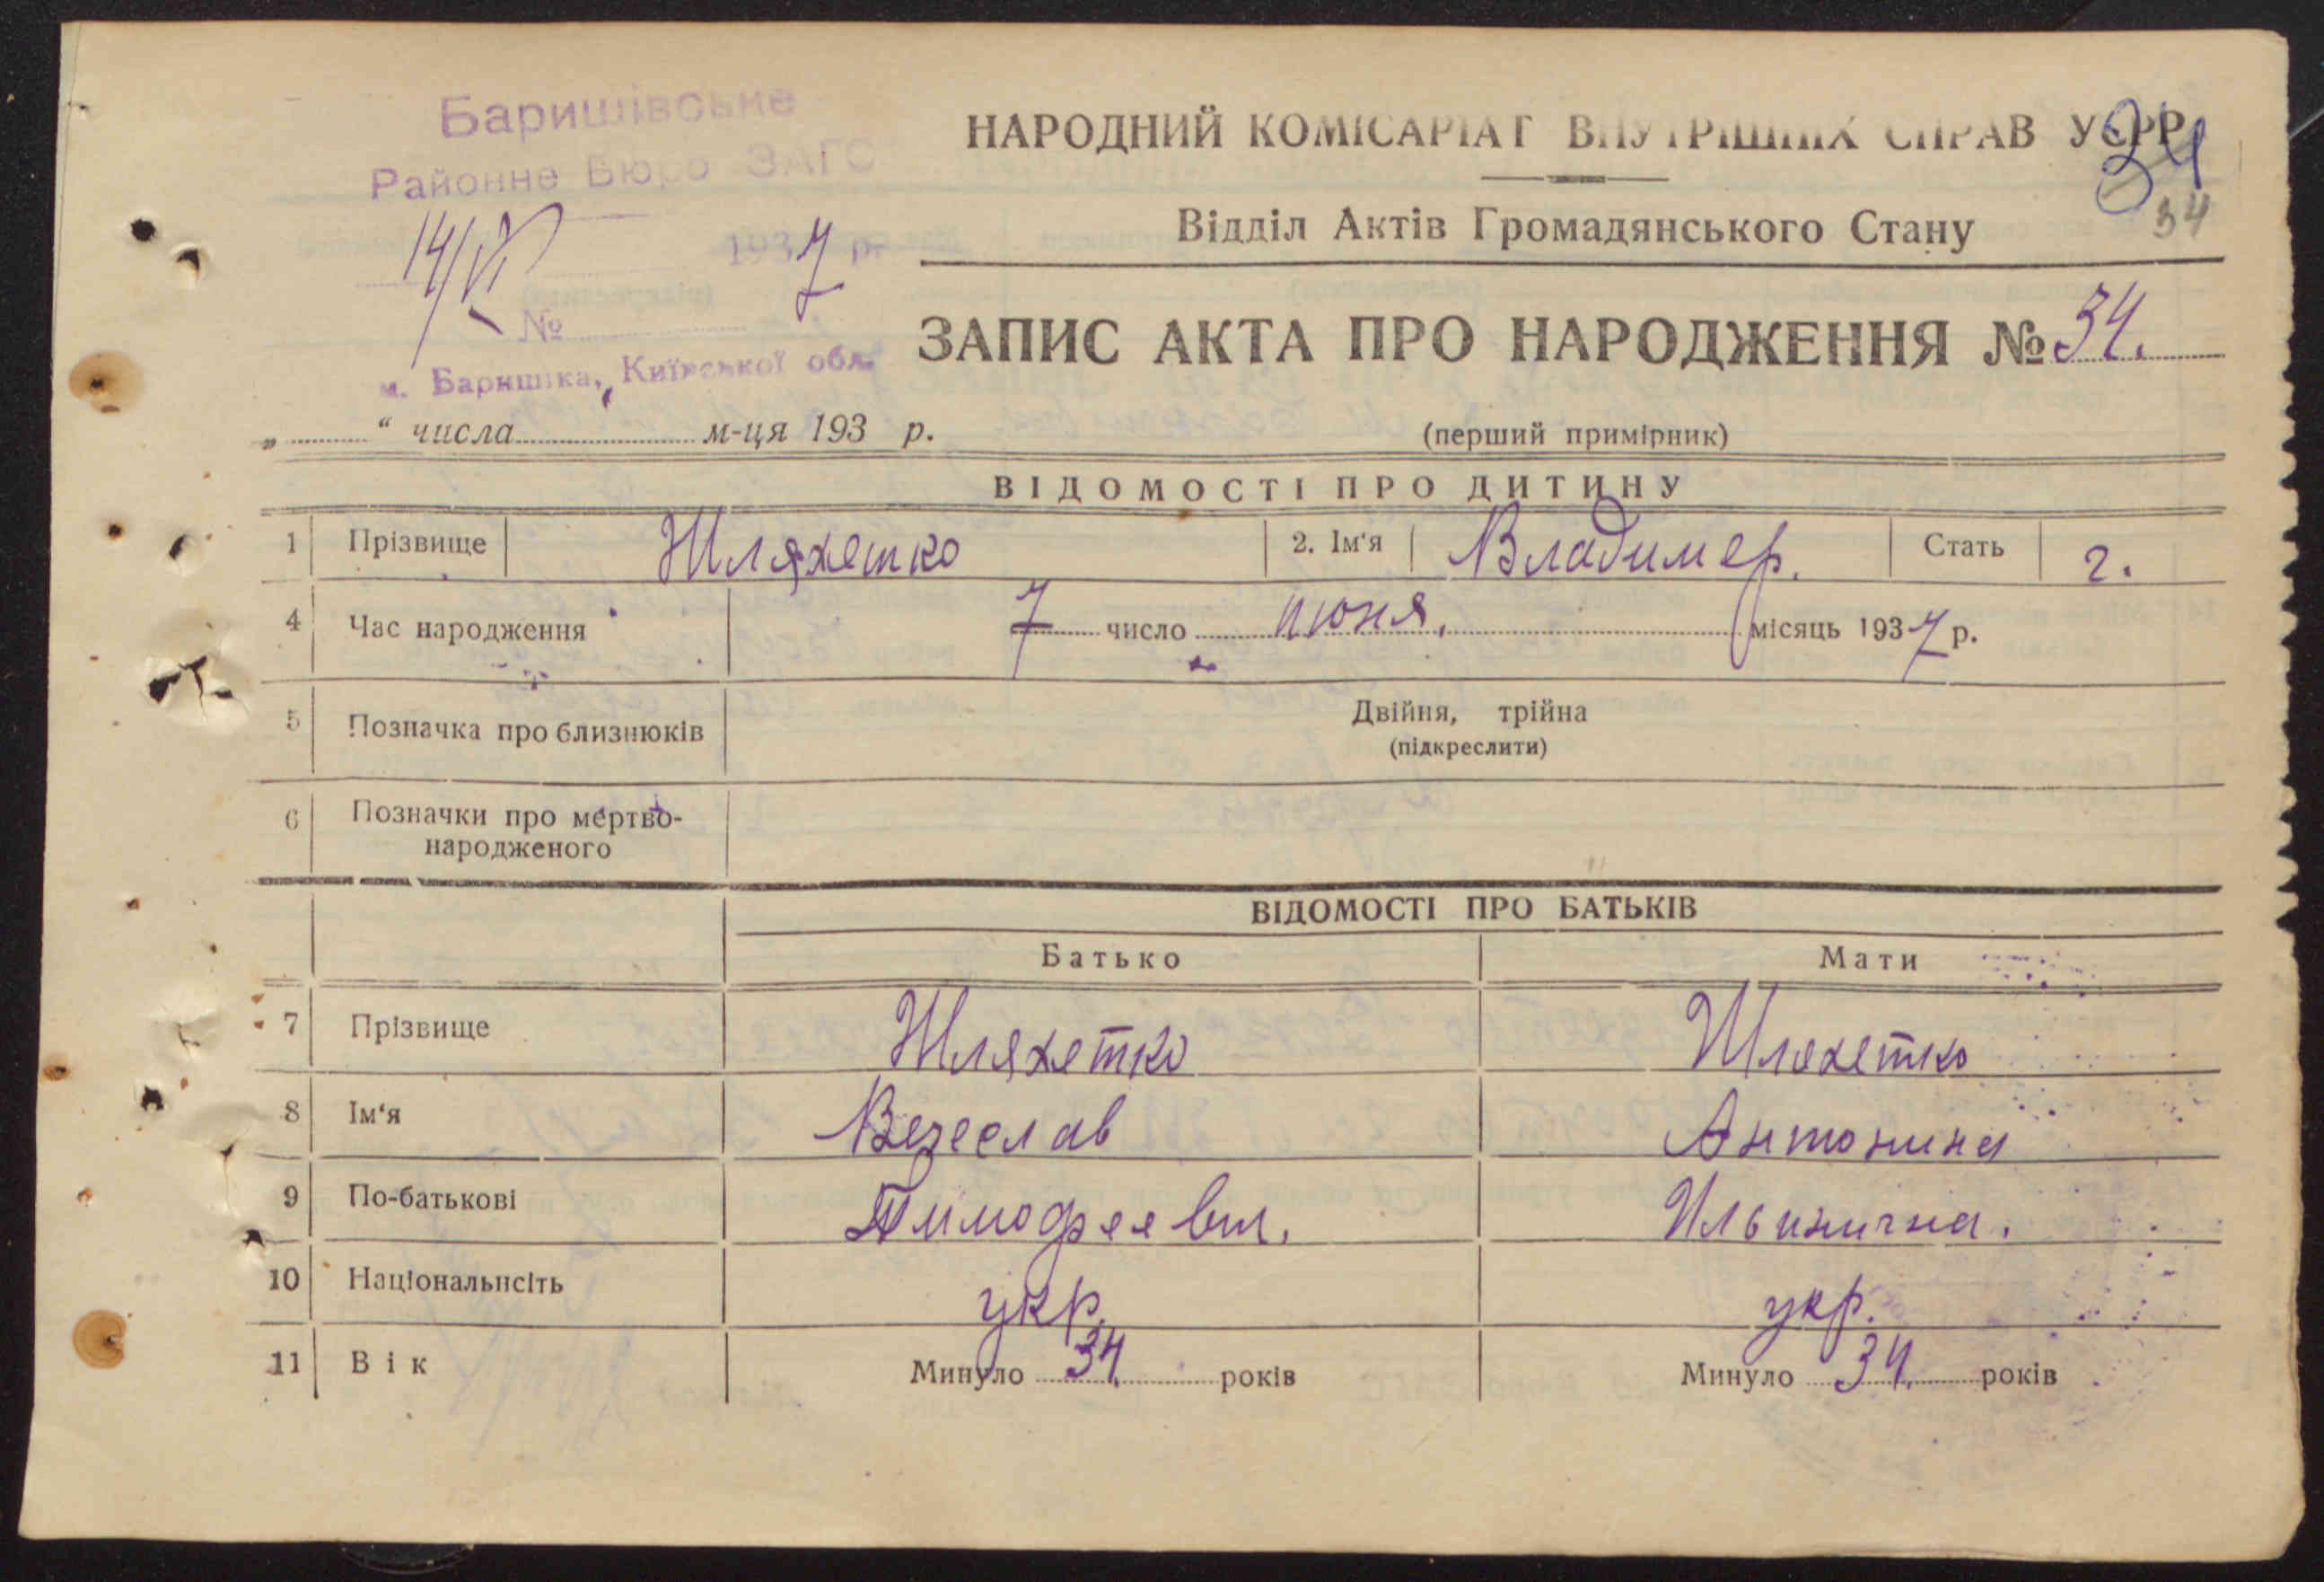 Баришівське
Районне Бюро ЗАГС
14/VI 1937 р.
№
м. Баришівка, Київської обл.
НАРОДНИЙ КОМІСАРІАТ ВНУТРІШНІХ СПРАВ УСРР
34
34
Відділ Актів Громадянського Стану
ЗАПИС АКТА ПРО НАРОДЖЕННЯ № 34.
„ “ числа м-ця 193 р.
(перший примірник)
ВІДОМОСТІ ПРО ДИТИНУ
1 Прізвище Шляхетко 2. Ім‘я Владимер. Стать г.
4 Час народження 7 число июня. місяць 1937 р.
5 Позначка про близнюків Двійня, трійна
(підкреслити)
6 Позначки про мертво-
народженого
ВІДОМОСТІ ПРО БАТЬКІВ
Батько Мати
7 Прізвище Шляхетко Шляхетко
8 Ім‘я Вечеслав Антонина
9 По-батькові Тимофеевич. Ильинична.
10 Національнсіть укр. укр.
11 Вік Минуло 34 років Минуло 34. років